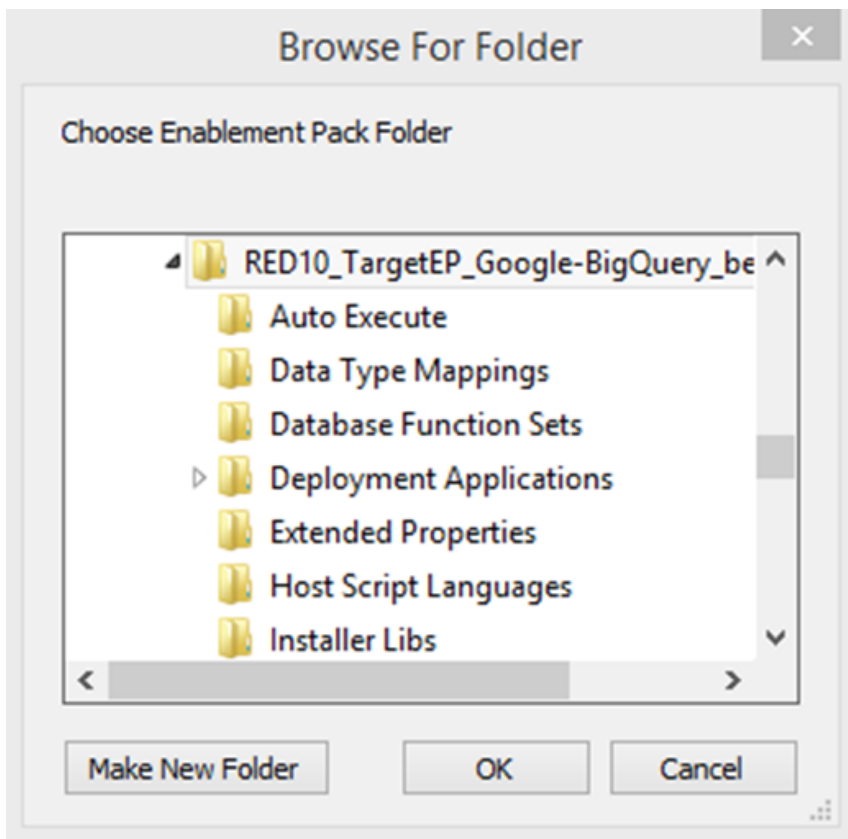 Browse For Folder
Choose Enablement Pack Folder
RED10_TargetEP_Google-BigQuery_be
Auto Execute
Data Type Mappings
Database Function Sets
Deployment Applications
Extended Properties
Host Script Languages
Installer Libs
Make New Folder OK Cancel